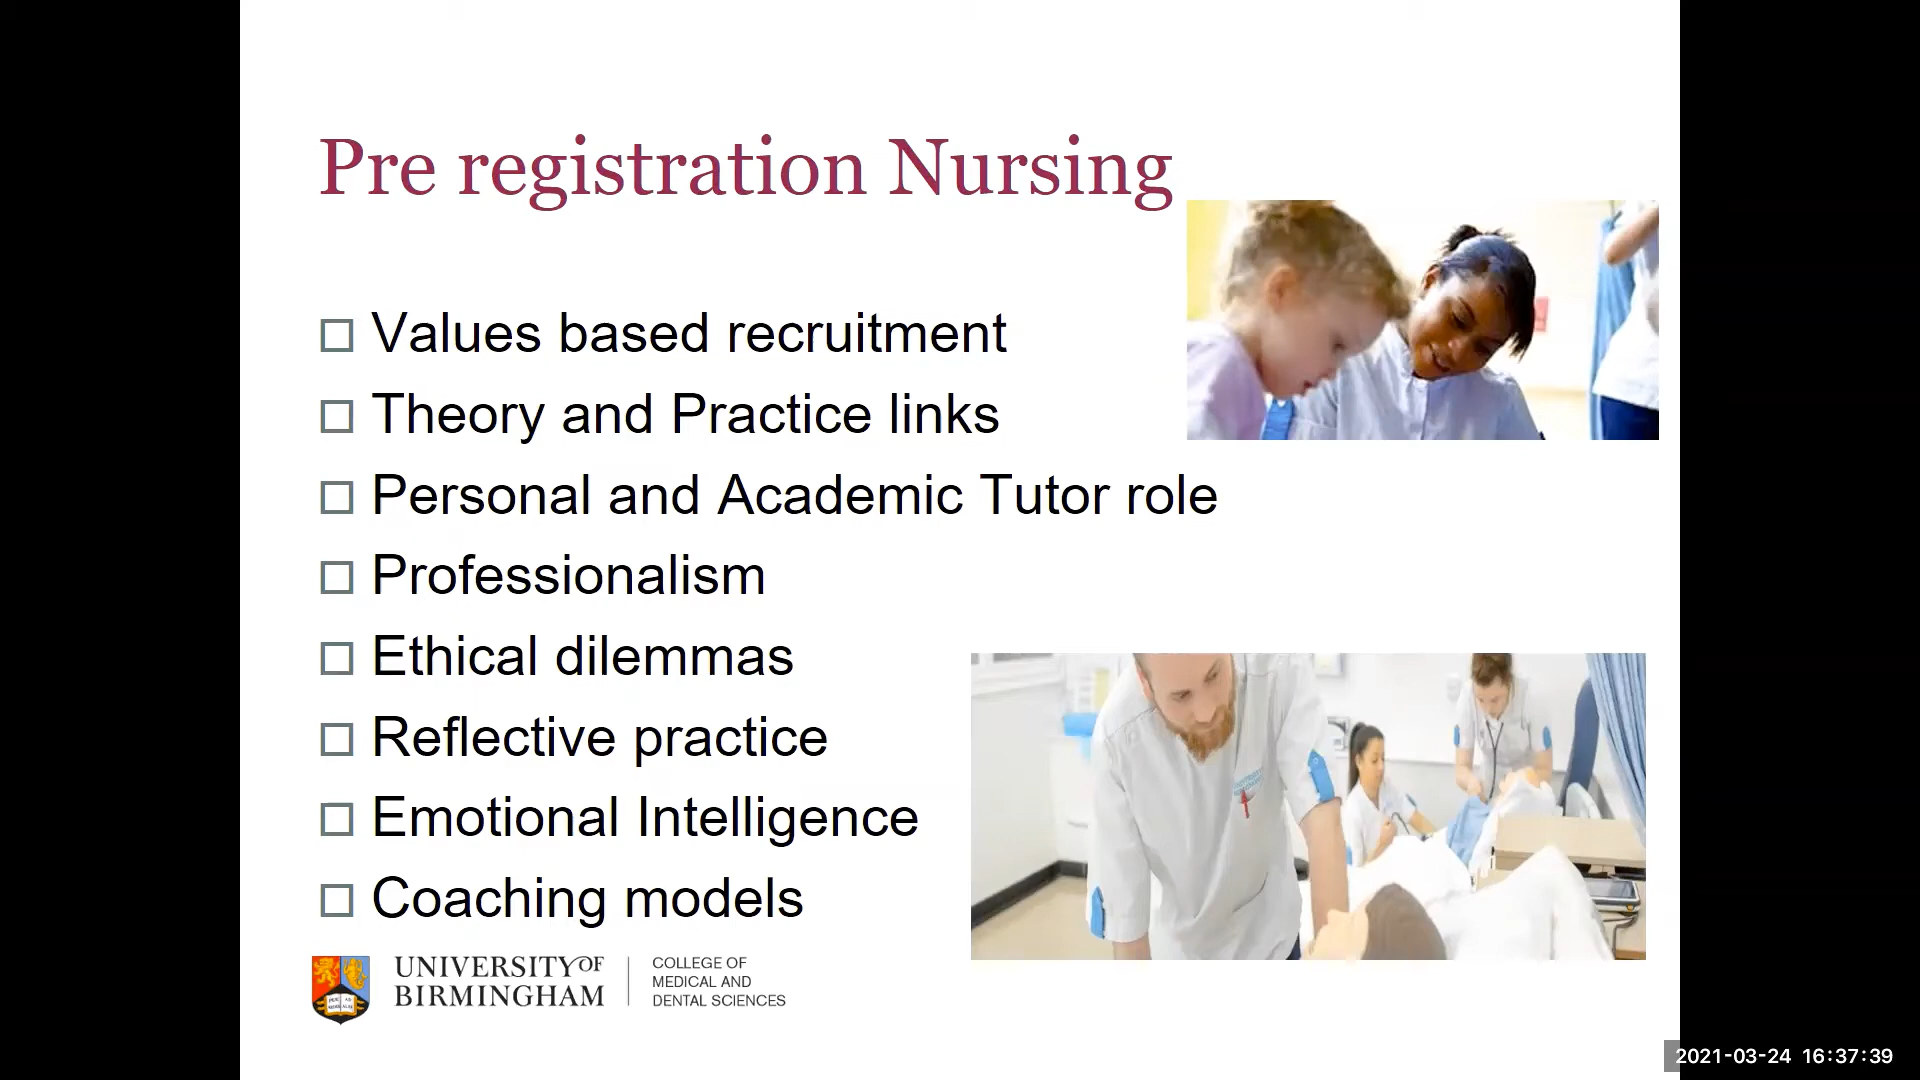 Pre registration Nursing
Values based recruitment
Theory and Practice links
Personal and Academic Tutor role
Professionalism
Ethical dilemmas
Reflective practice
Emotional Intelligence
Coaching models
UNIVERSITY OF
BIRMINGHAM
COLLEGE OF
MEDICAL AND
DENTAL SCIENCES
2021-03-24 16:37:39